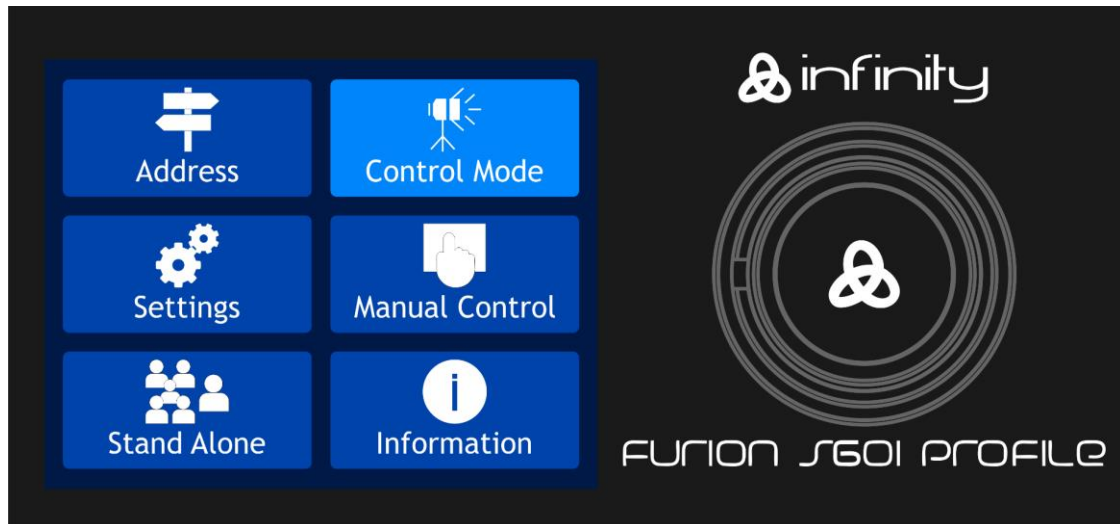 infinity
Address
Control Mode
Settings
Manual Control
Stand Alone
i
Information
FURION S601 PROFILE